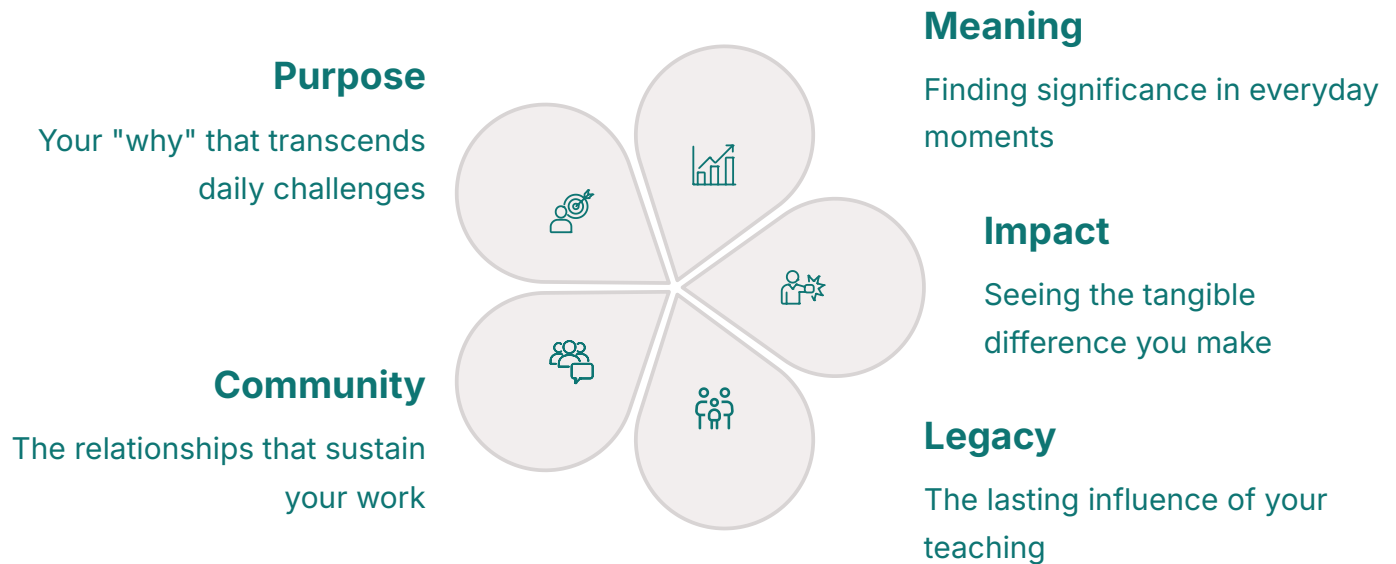 Purpose
Your "why" that transcends
daily challenges
Meaning
Finding significance in everyday
moments
Impact
Seeing the tangible
difference you make
Community
The relationships that sustain
your work
Legacy
The lasting influence of your
teaching